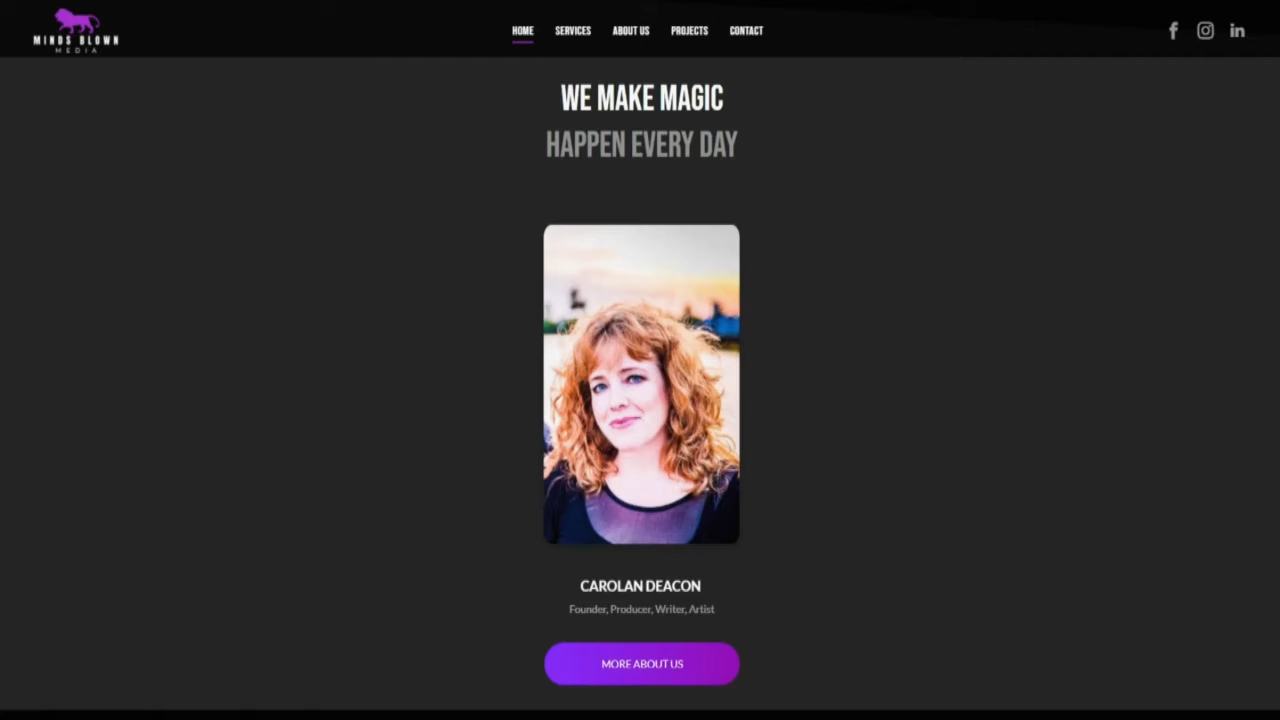 MINDS BLOWN
MEDIA
HOME SERVICES ABOUT US PROJECTS CONTACT
WE MAKE MAGIC
HAPPEN EVERY DAY
CAROLAN DEACON
Founder, Producer, Writer, Artist
MORE ABOUT US